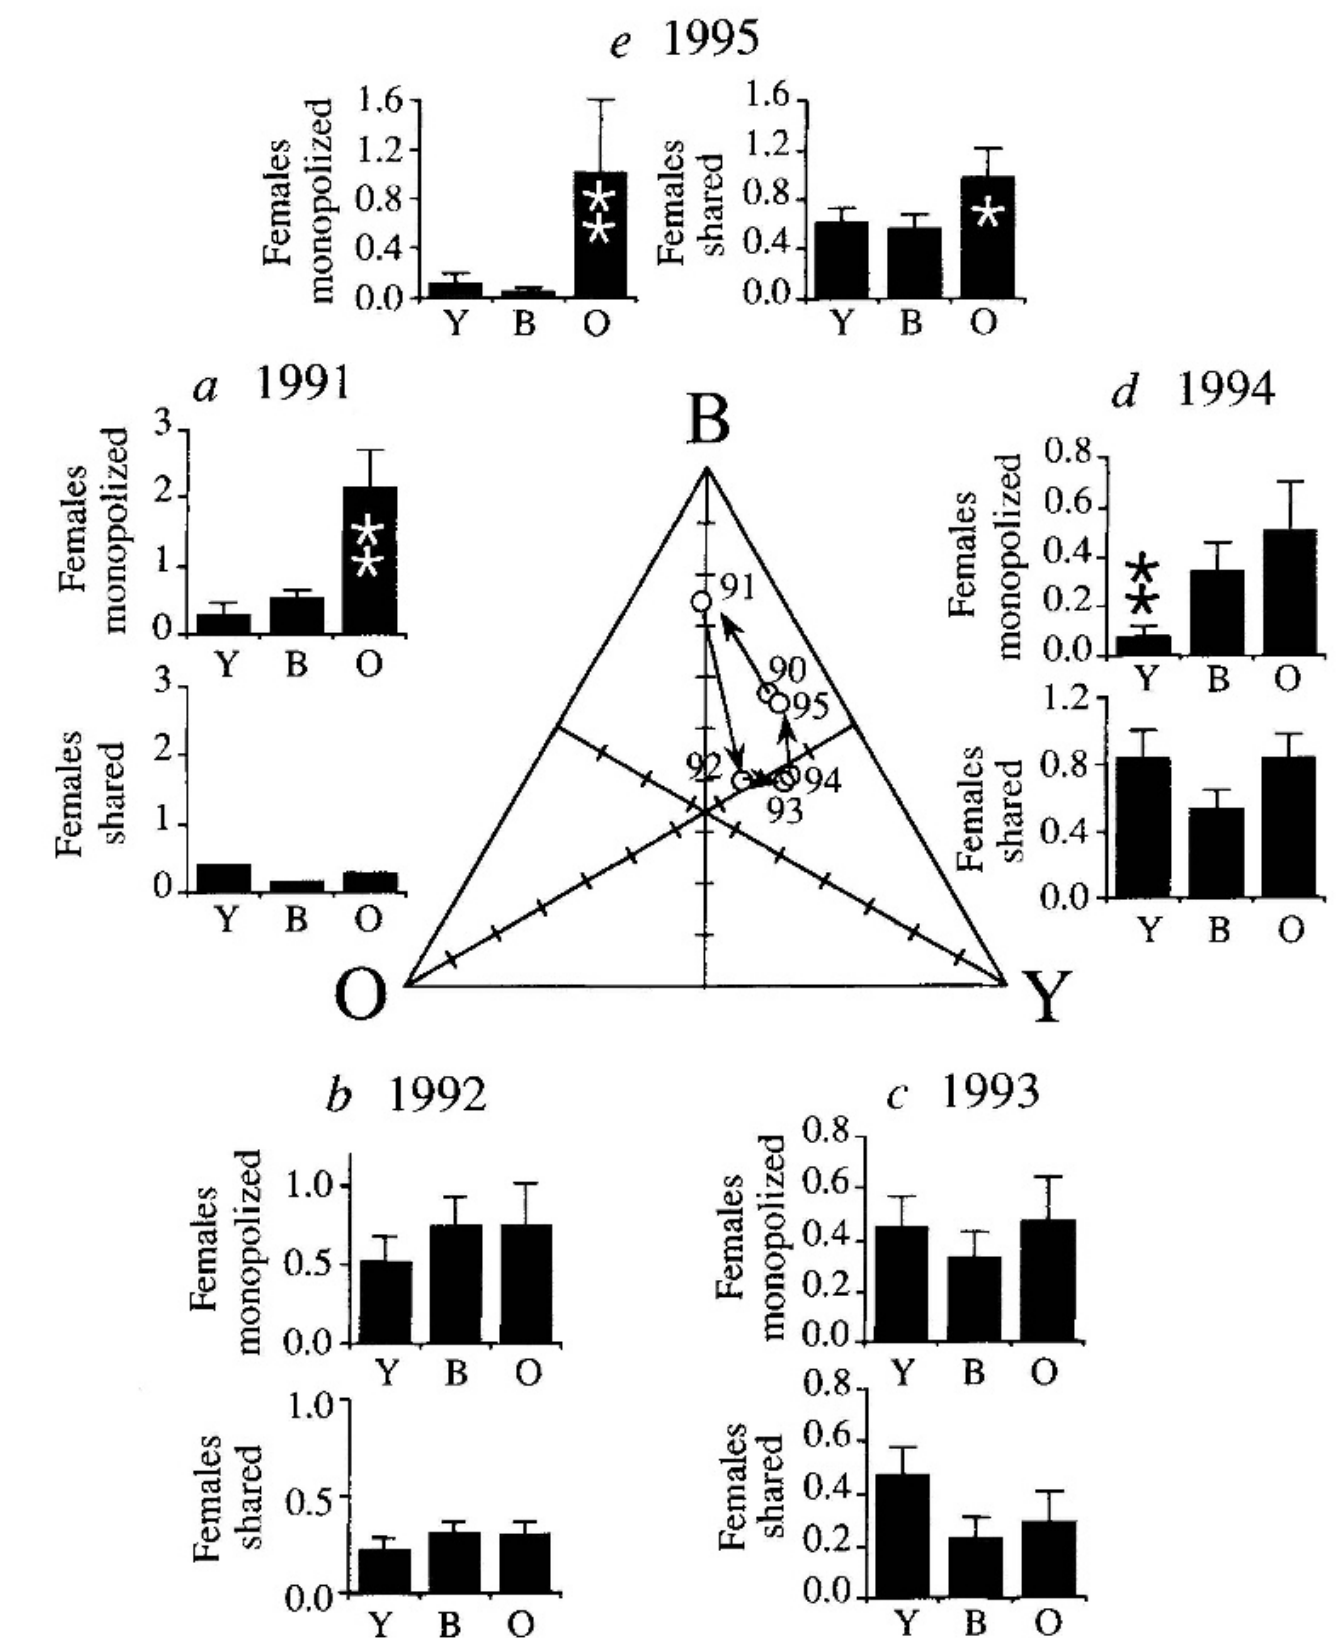 e 1995
Females
monopolized
1.6
1.2
0.8
0.4
0.0
*
*
Y B O
Females
shared
1.6
1.2
0.8
0.4
0.0
*
Y B O
a 1991
Females
monopolized
3
2
1
0
*
*
Y B O
Females
shared
3
2
1
0
Y B O
B
91
90
95
92
94
93
O
Y
d 1994
Females
monopolized
0.8
0.6
0.4
0.2
0.0
*
*
Y B O
Females
shared
1.2
0.8
0.4
0.0
Y B O
b 1992
Females
monopolized
1.0
0.5
0.0
Y B O
Females
shared
1.0
0.5
0.0
Y B O
c 1993
Females
monopolized
0.8
0.6
0.4
0.2
0.0
Y B O
Females
shared
0.8
0.6
0.4
0.2
0.0
Y B O